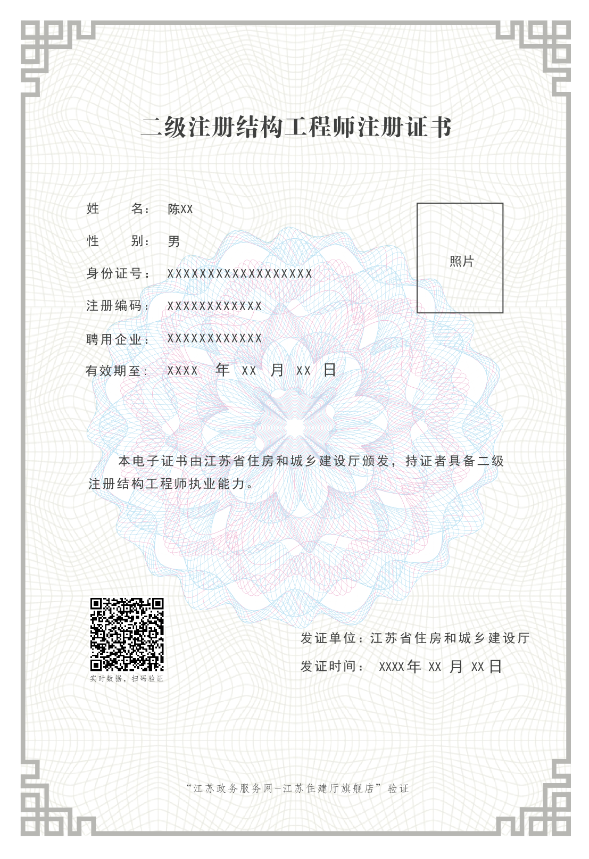 二级注册结构工程师注册证书
姓 名： 陈XX
性 别： 男
照片
身份证号： XXXXXXXXXXXXXXXXXX
注册编码： XXXXXXXXXXXX
聘用企业： XXXXXXXXXXXX
有效期至： XXXX 年 XX 月 XX 日
本电子证书由江苏省住房和城乡建设厅颁发，持证者具备二级
注册结构工程师执业能力。
实时数据，扫码验证
发证单位：江苏省住房和城乡建设厅
发证时间： XXXX 年 XX 月 XX 日
“江苏政务服务网-江苏住建厅旗舰店”验证